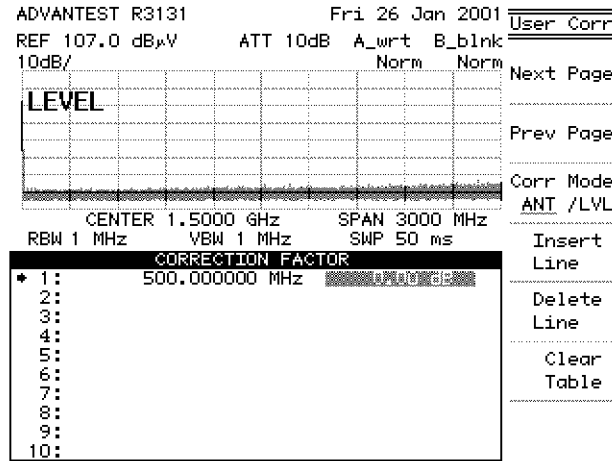 ADVANTEST R3131 Fri 26 Jan 2001
REF 107.0 dBμV ATT 10dB A_wrt B_blnk
10dB/ Norm Norm
LEVEL
CENTER 1.5000 GHz SPAN 3000 MHz
RBW 1 MHz VBW 1 MHz SWP 50 ms
CORRECTION FACTOR
1: 500.000000 MHz 0.00 dB
2:
3:
4:
5:
6:
7:
8:
9:
10:
User Corr
Next Page
Prev Page
Corr Mode
ANT /LVL
Insert
Line
Delete
Line
Clear
Table